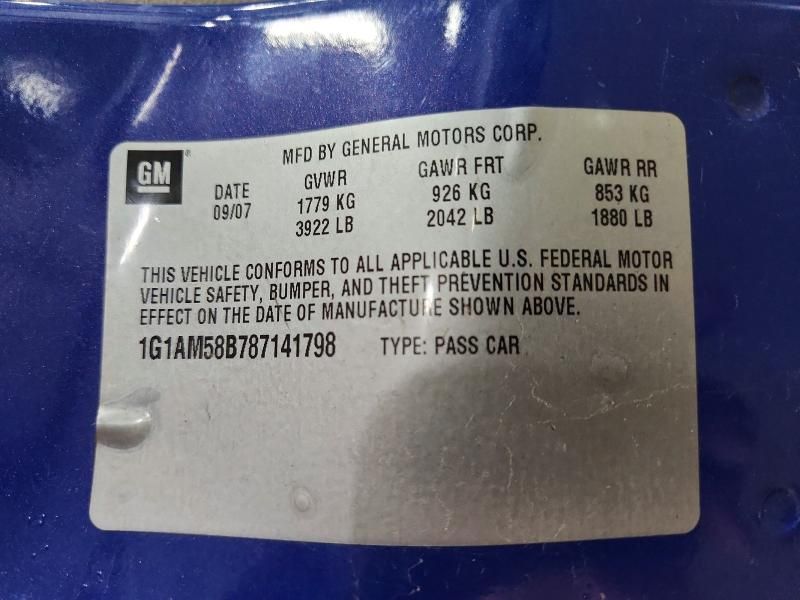 MFD BY GENERAL MOTORS CORP.
GM®
DATE GVWR GAWR FRT GAWR RR
09/07 1779 KG 926 KG 853 KG
3922 LB 2042 LB 1880 LB
THIS VEHICLE CONFORMS TO ALL APPLICABLE U.S. FEDERAL MOTOR
VEHICLE SAFETY, BUMPER, AND THEFT PREVENTION STANDARDS IN
EFFECT ON THE DATE OF MANUFACTURE SHOWN ABOVE.
1G1AM58B787141798 TYPE: PASS CAR